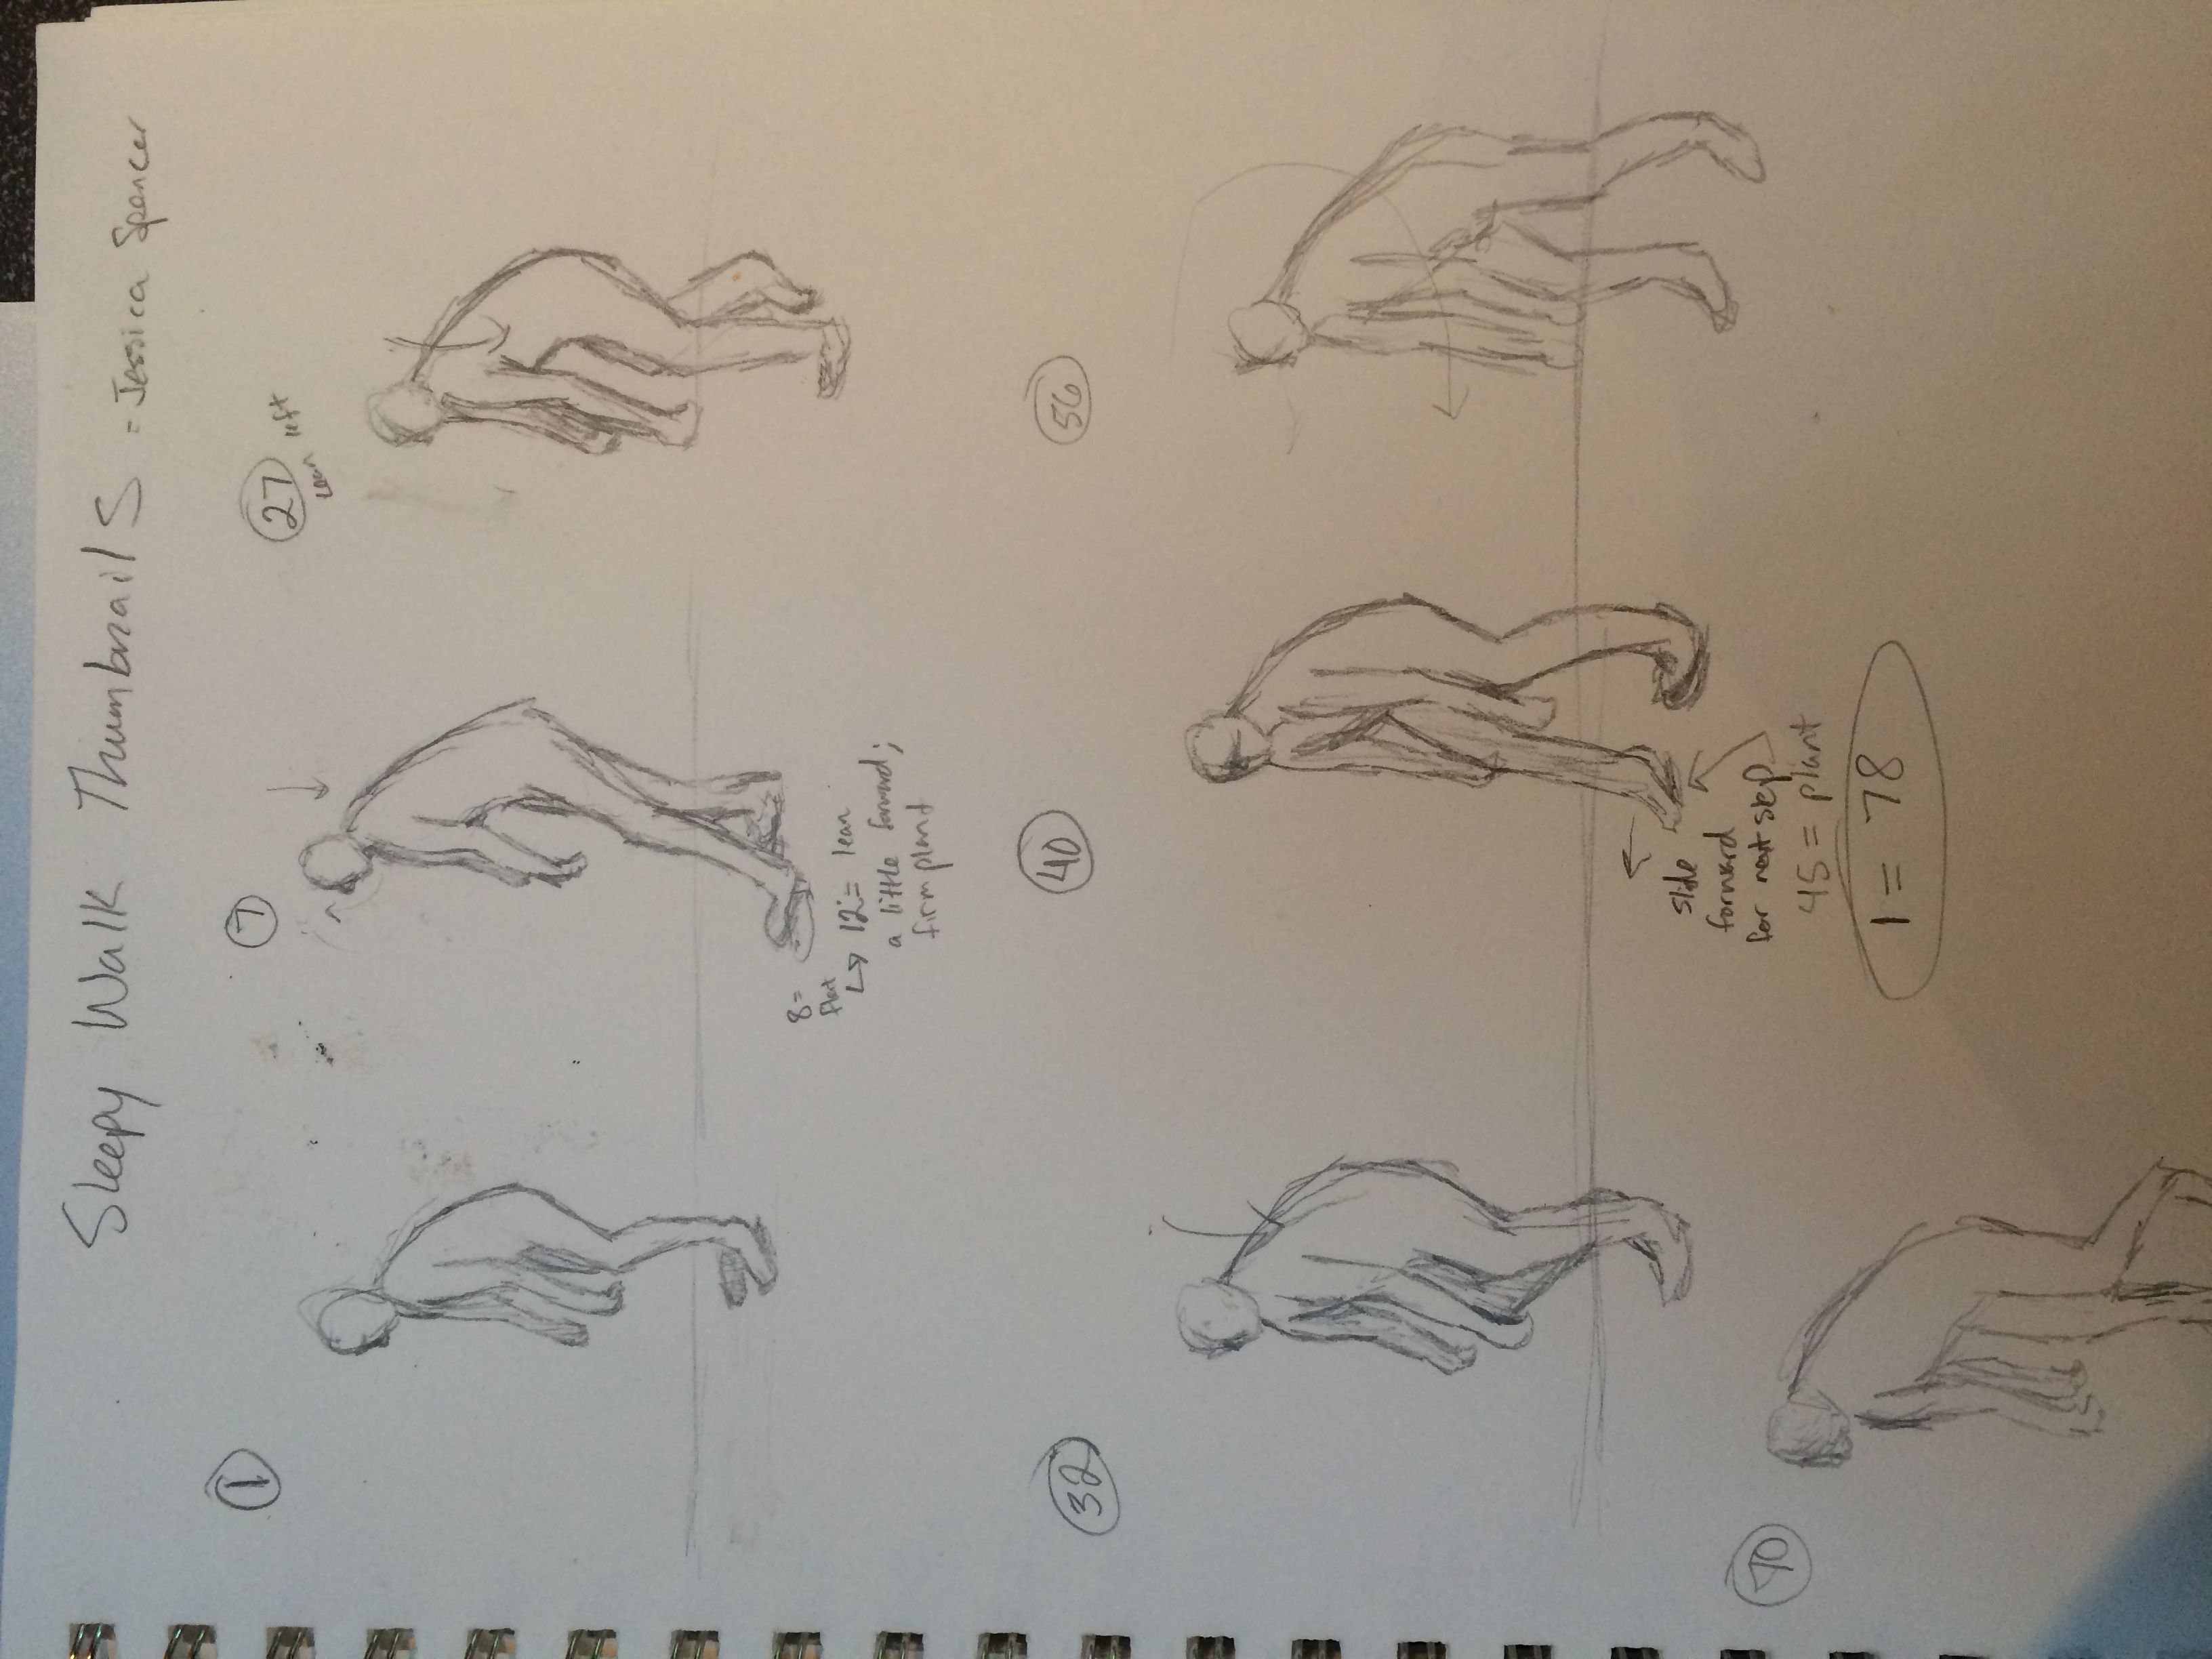 Sleepy Walk Thumbnails - Jessica Spencer
1
7
27
Lean left
8=
flat
↳ 12 = lean
a little forward;
firm plant
32
40
56
slide
forward
for next step
45 = plant
1 = 78
70